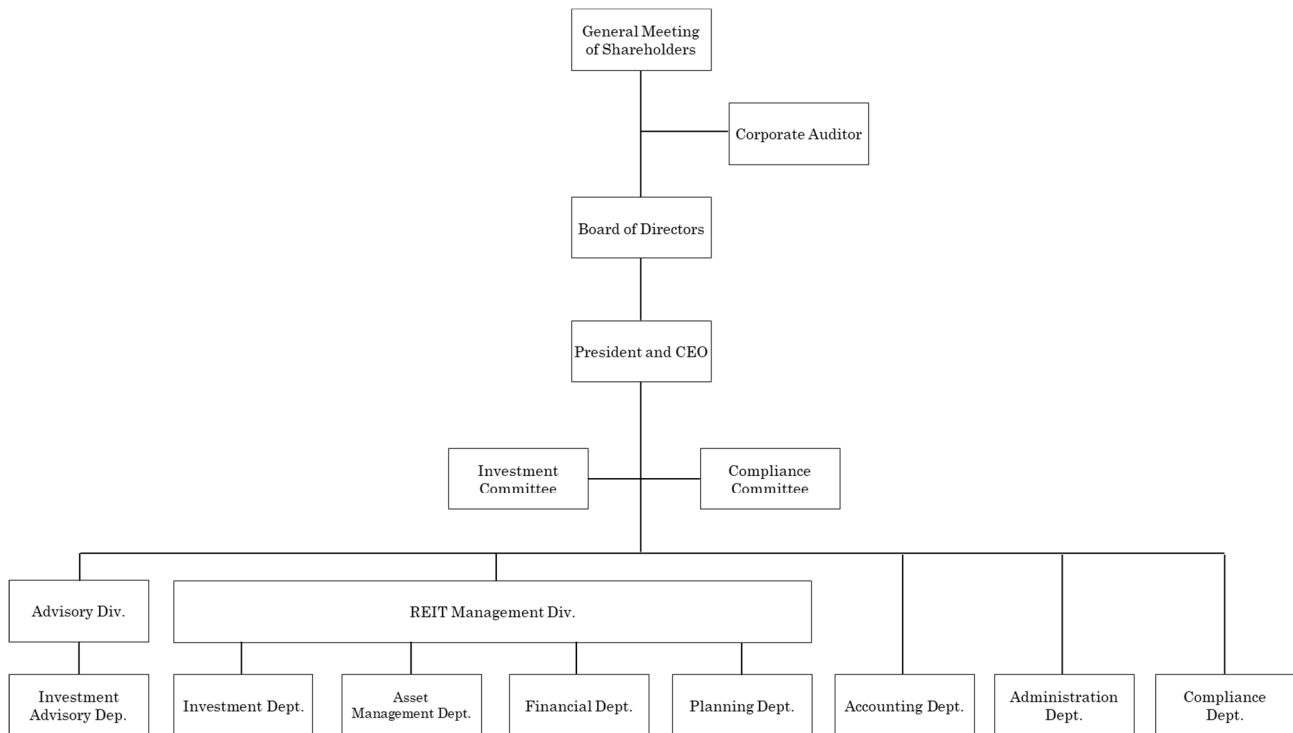 General Meeting
of Shareholders
Corporate Auditor
Board of Directors
President and CEO
Investment
Committee
Compliance
Committee
Advisory Div.
REIT Management Div.
Investment
Advisory Dep.
Investment Dept.
Asset
Management Dept.
Financial Dept.
Planning Dept.
Accounting Dept.
Administration
Dept.
Compliance
Dept.